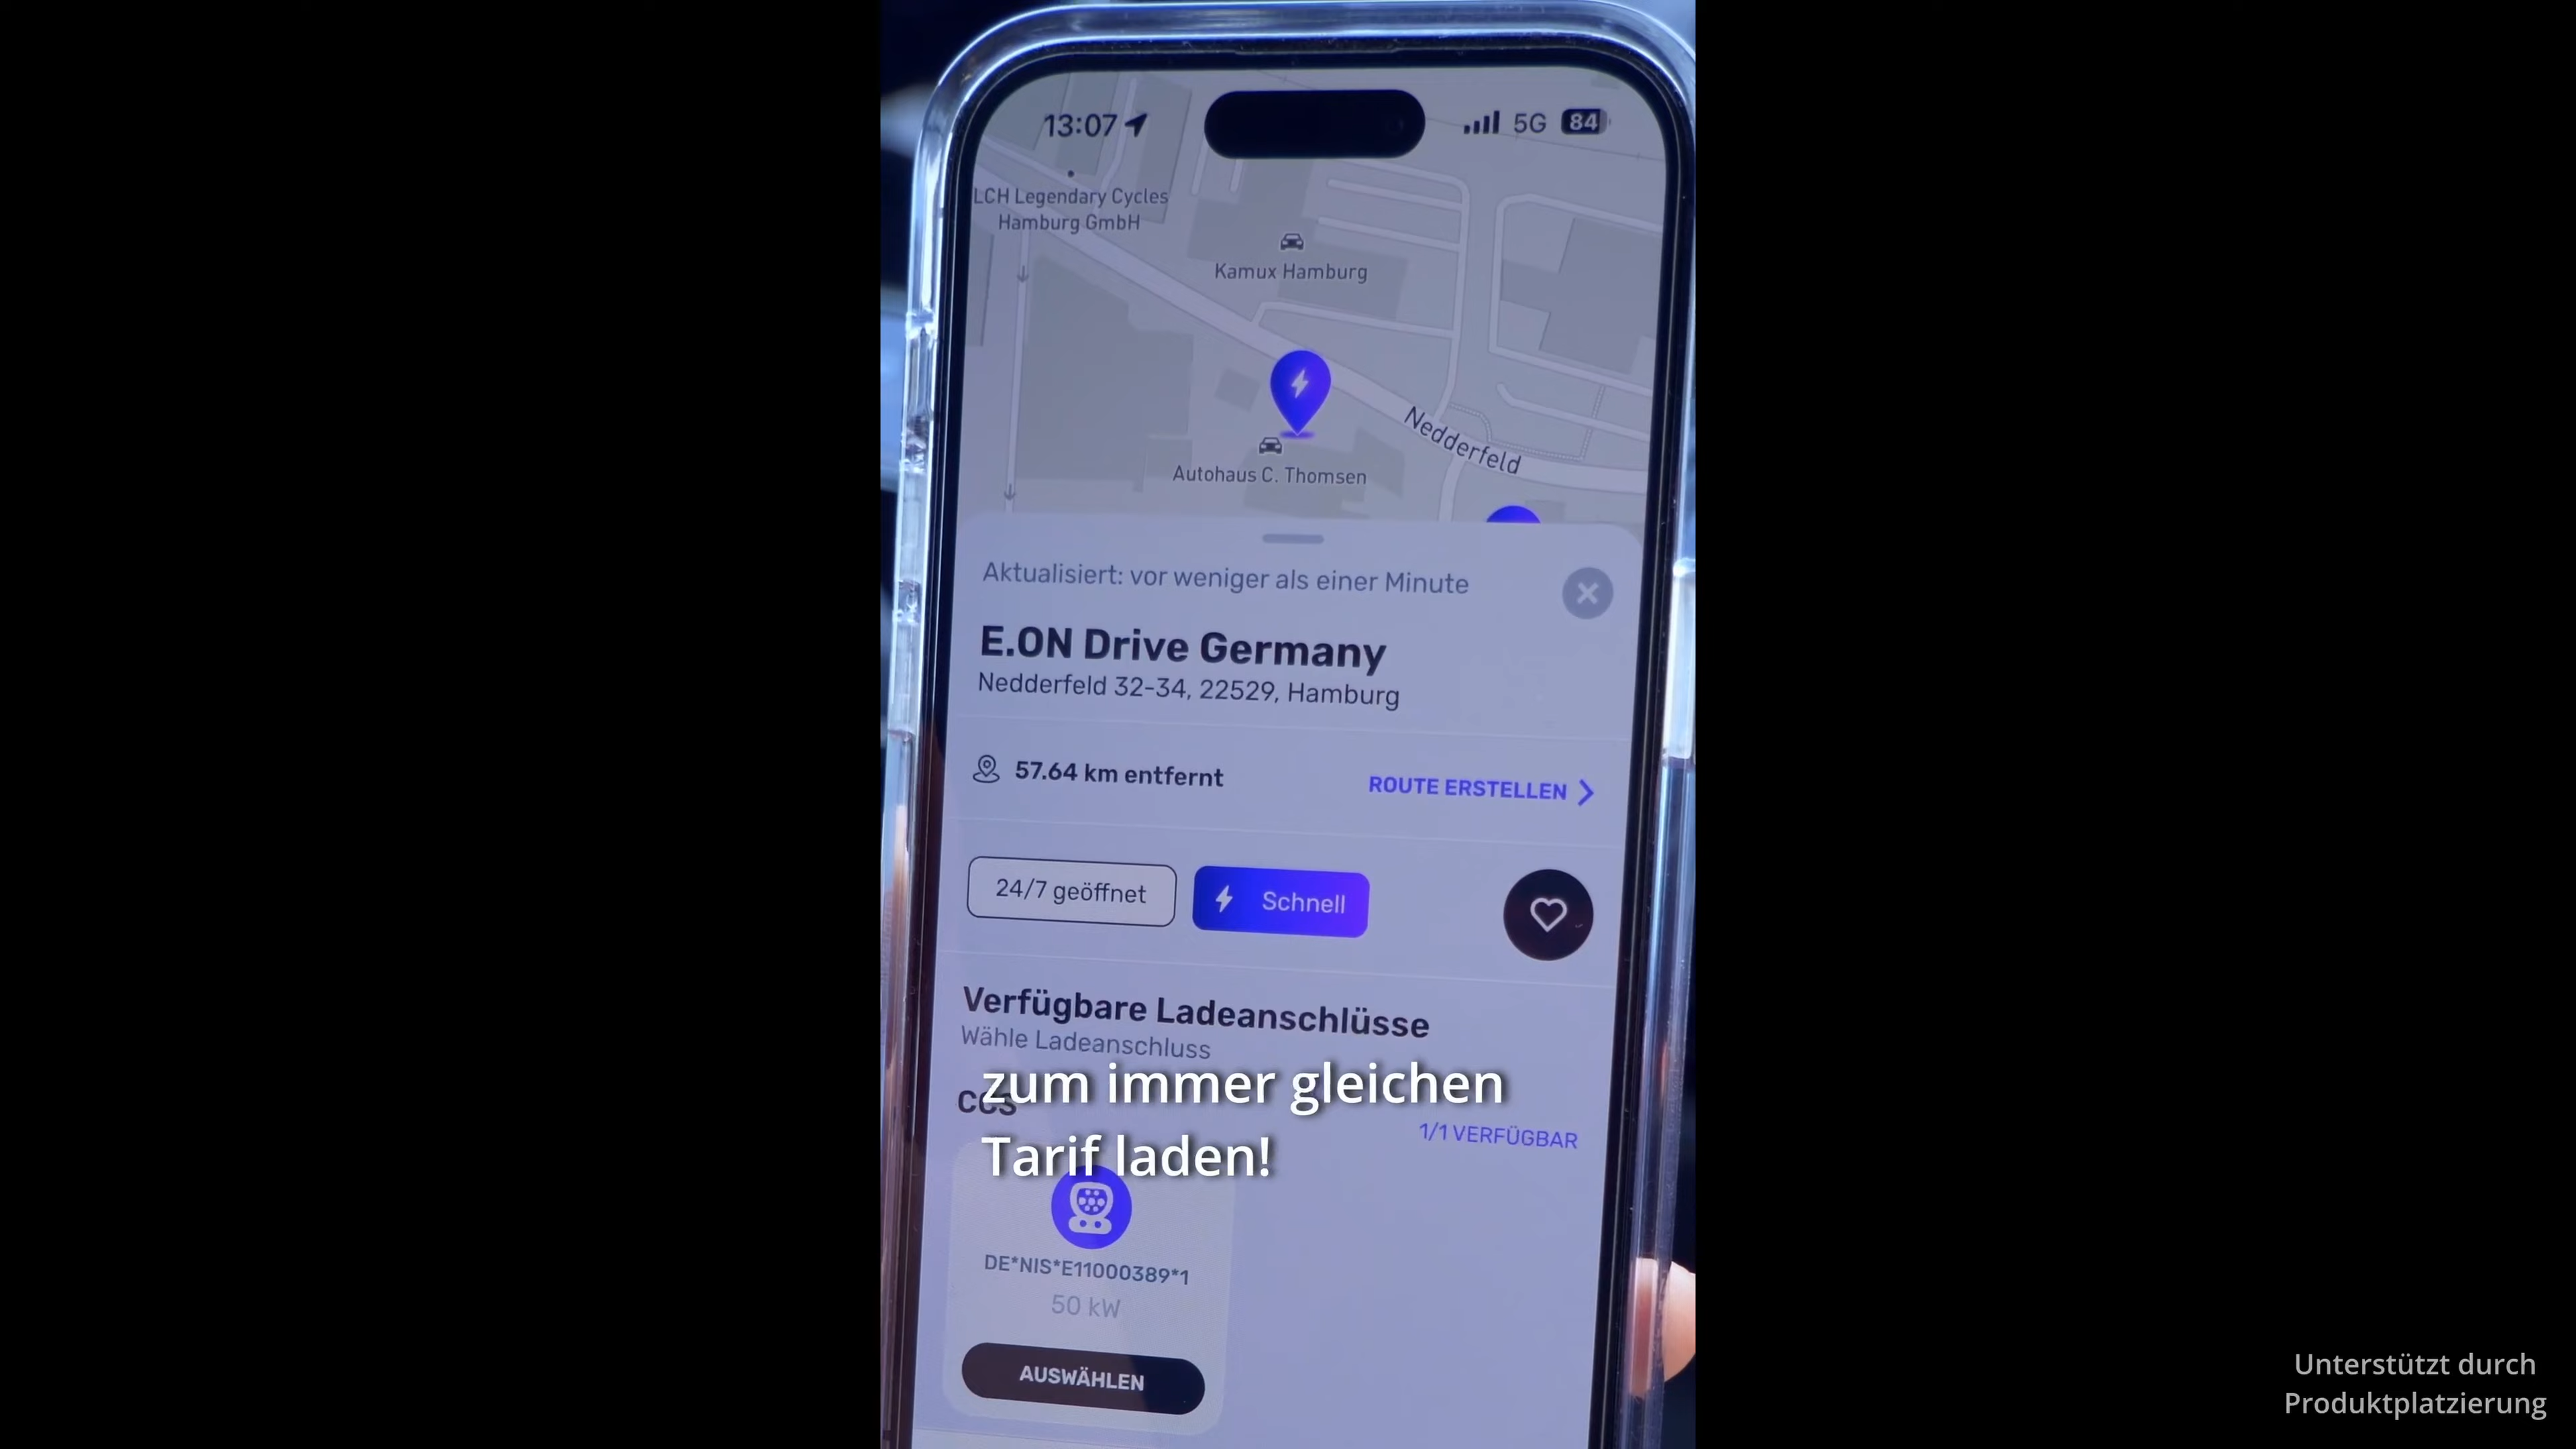 13:07
5G 84
LCH Legendary Cycles
Hamburg GmbH
Kamux Hamburg
Nedderfeld
Autohaus C. Thomsen
Aktualisiert: vor weniger als einer Minute
E.ON Drive Germany
Nedderfeld 32-34, 22529, Hamburg
57.64 km entfernt
ROUTE ERSTELLEN
24/7 geöffnet
Schnell
Verfügbare Ladeanschlüsse
Wähle Ladeanschluss
zum immer gleichen
CCS
1/1 VERFÜGBAR
Tarif laden!
DE*NIS*E11000389*1
50 kW
AUSWÄHLEN
Unterstützt durch
Produktplatzierung